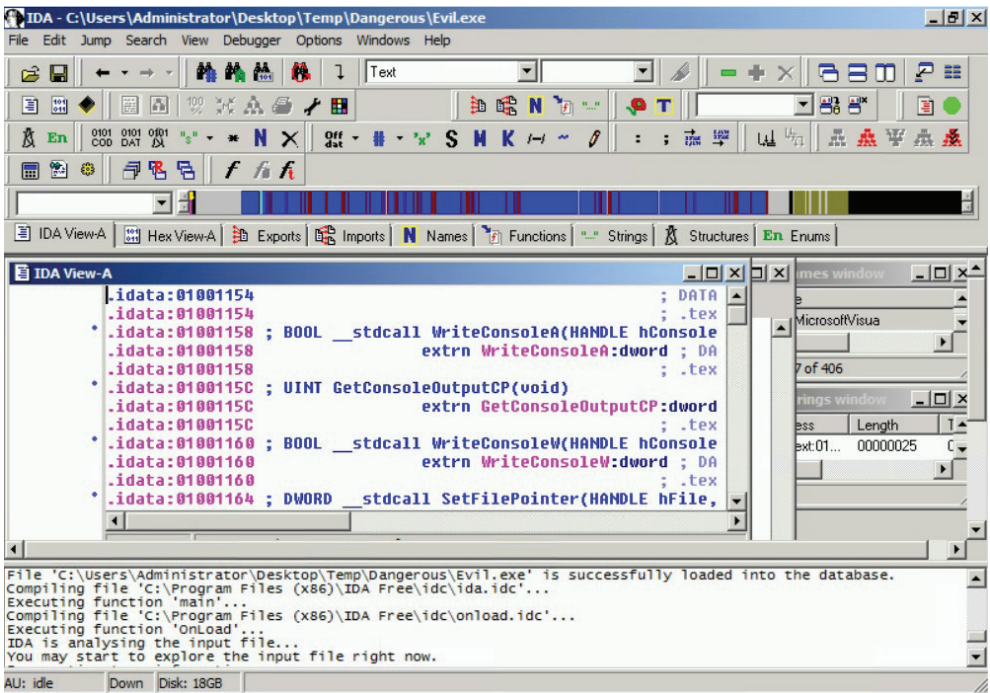 IDA - C:\Users\Administrator\Desktop\Temp\Dangerous\Evil.exe
File Edit Jump Search View Debugger Options Windows Help
Text
En
IDA View-A Hex View-A Exports Imports N Names Functions "..." Strings Structures En Enums
IDA View-A
.idata:01001154 ; DATA
.idata:01001154 ; .tex
.idata:01001158 ; BOOL __stdcall WriteConsoleA(HANDLE hConsole
.idata:01001158 extrn WriteConsoleA:dword ; DA
.idata:01001158 ; .tex
.idata:0100115C ; UINT GetConsoleOutputCP(void)
.idata:0100115C extrn GetConsoleOutputCP:dword
.idata:0100115C ; .tex
.idata:01001160 ; BOOL __stdcall WriteConsoleW(HANDLE hConsole
.idata:01001160 extrn WriteConsoleW:dword ; DA
.idata:01001160 ; .tex
.idata:01001164 ; DWORD __stdcall SetFilePointer(HANDLE hFile,
mes window
MicrosoftVisua
7 of 406
rings window
ess Length T
ext:01... 00000025 C
File 'C:\Users\Administrator\Desktop\Temp\Dangerous\Evil.exe' is successfully loaded into the database.
Compiling file 'C:\Program Files (x86)\IDA Free\idc\ida.idc'...
Executing function 'main'...
Compiling file 'C:\Program Files (x86)\IDA Free\idc\onload.idc'...
Executing function 'OnLoad'...
IDA is analysing the input file...
You may start to explore the input file right now.
AU: idle Down Disk: 18GB